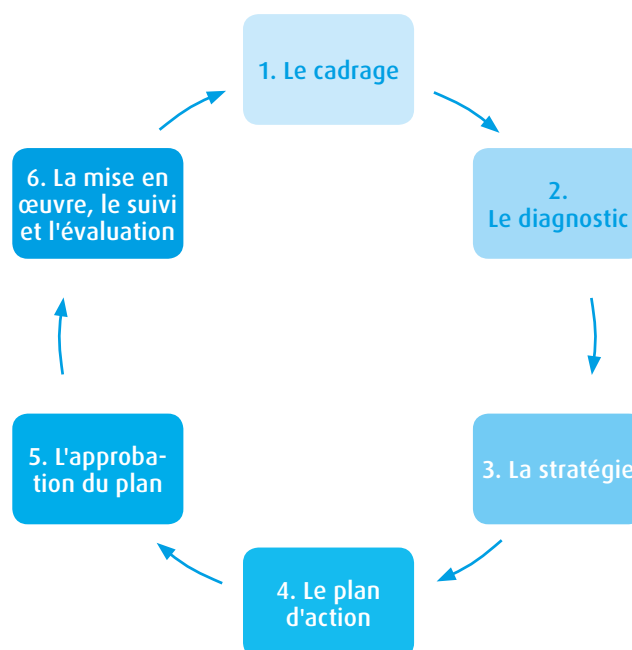 1. Le cadrage
2.
Le diagnostic
3. La stratégie
4. Le plan
d'action
5. L'approba-
tion du plan
6. La mise en
œuvre, le suivi
et l'évaluation